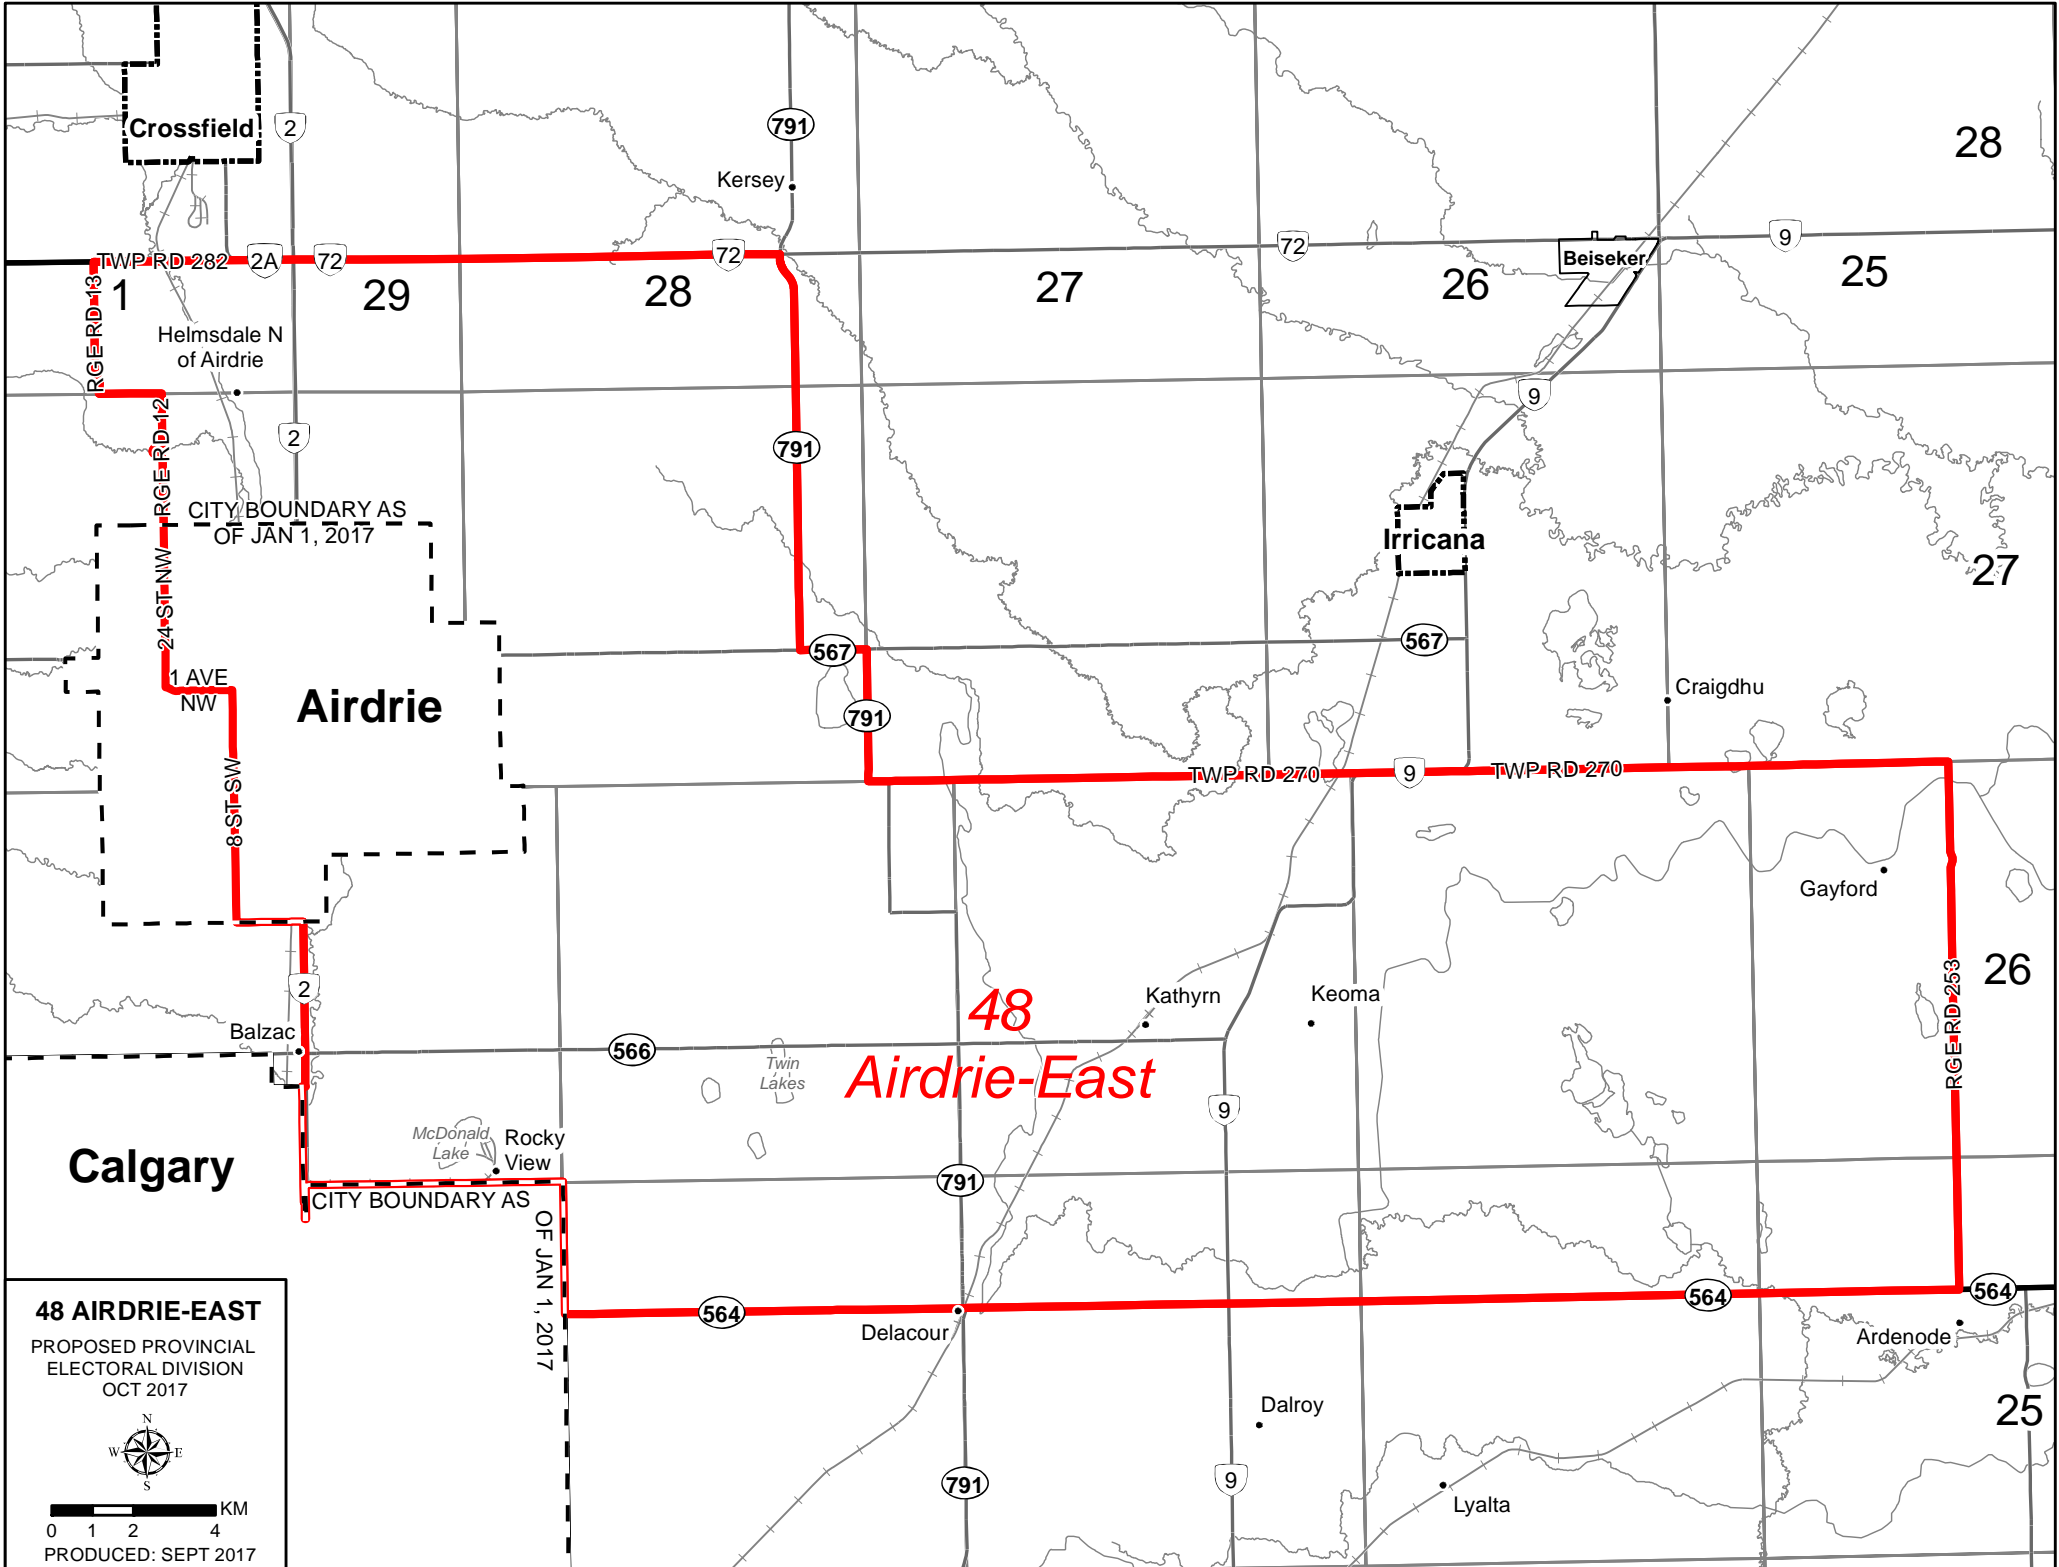 Crossfield
2
791
28
Kersey
TWP RD 282
2A
72
72
72
9
Beiseker
1
29
28
27
26
25
RGE RD 13
Helmsdale N
of Airdrie
9
RGE RD 12
2
791
CITY BOUNDARY AS
OF JAN 1, 2017
Irricana
27
24 ST NW
567
567
1 AVE
NW
Airdrie
791
Craigdhu
TWP RD 270
9
TWP RD 270
8 ST SW
Gayford
26
RGE RD 253
2
48
Airdrie-East
Kathyrn
Keoma
Balzac
566
Twin
Lakes
9
McDonald
Lake
Rocky
View
Calgary
791
CITY BOUNDARY AS
OF JAN 1, 2017
564
564
564
Delacour
Ardenode
Dalroy
25
791
9
Lyalta
48 AIRDRIE-EAST
PROPOSED PROVINCIAL
ELECTORAL DIVISION
OCT 2017
N
W E
S
KM
0 1 2 4
PRODUCED: SEPT 2017